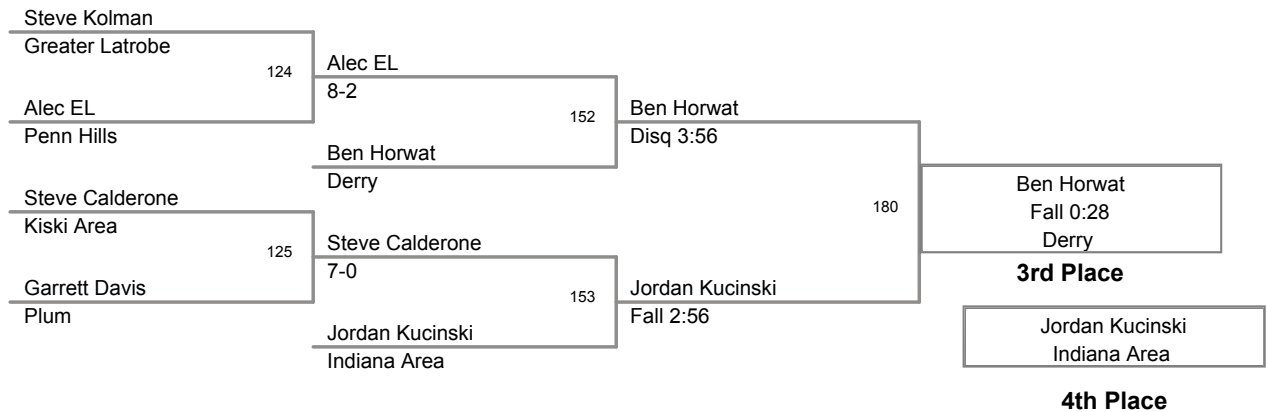 Steve Kolman
Greater Latrobe
124
Alec EL
8-2
Alec EL
Penn Hills
152
Ben Horwat
Disq 3:56
Ben Horwat
Derry
Steve Calderone
Kiski Area
125
Steve Calderone
7-0
Garrett Davis
Plum
153
Jordan Kucinski
Fall 2:56
Jordan Kucinski
Indiana Area
180
Ben Horwat
Fall 0:28
Derry
3rd Place
Jordan Kucinski
Indiana Area
4th Place